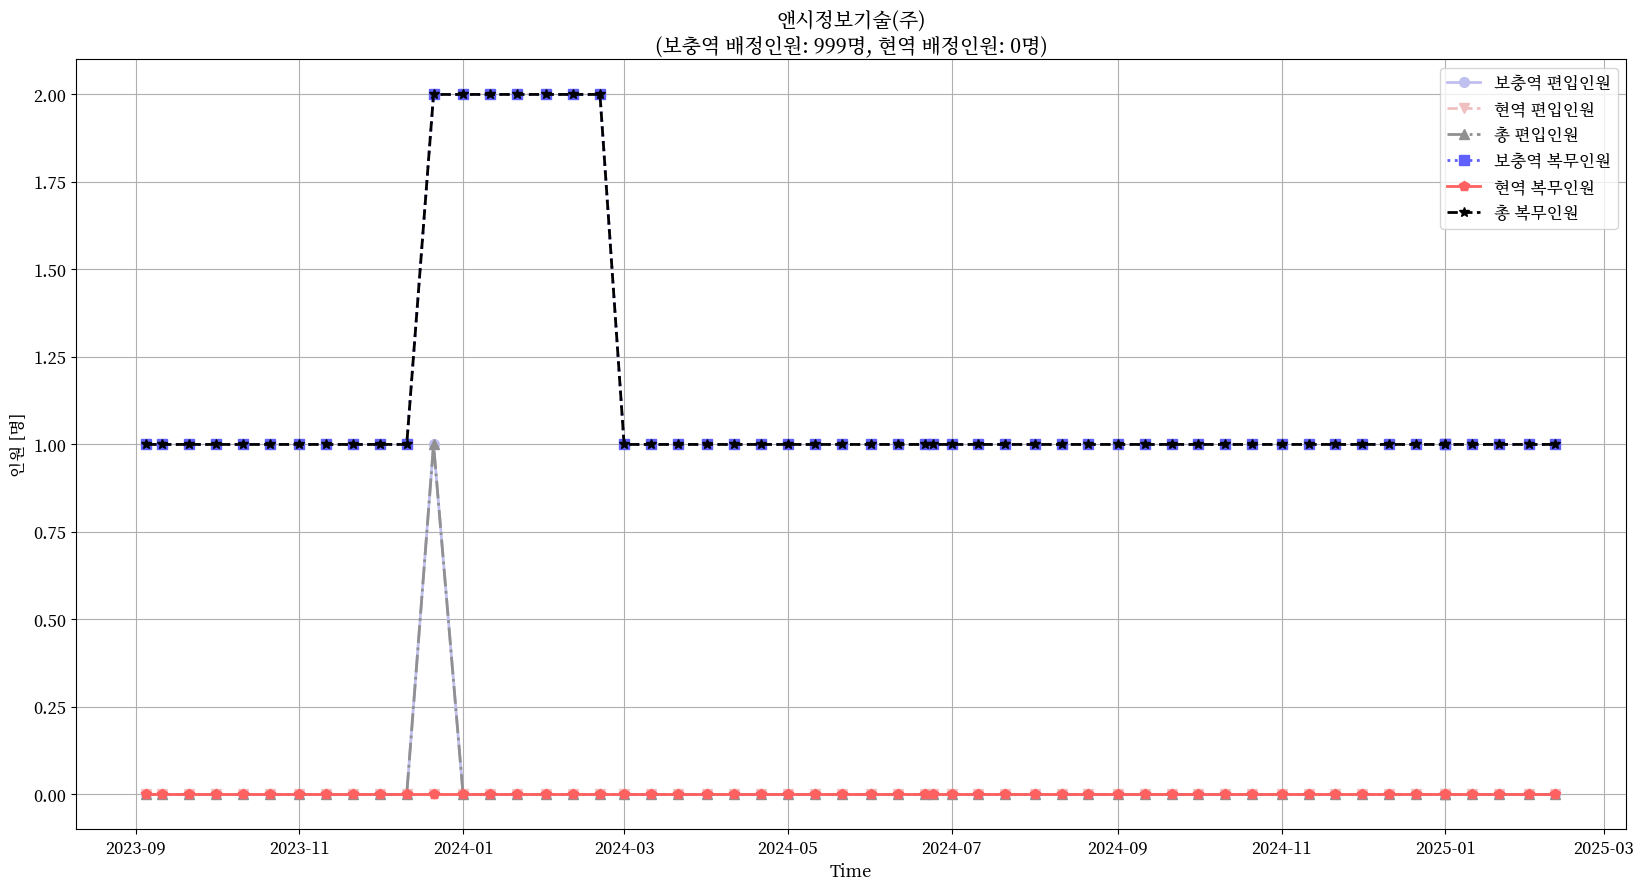 앤시정보기술(주)
(보충역 배정인원: 999명, 현역 배정인원: 0명)
보충역 편입인원
현역 편입인원
총 편입인원
보충역 복무인원
현역 복무인원
총 복무인원
인원 [명]
2.00
1.75
1.50
1.25
1.00
0.75
0.50
0.25
0.00
2023-09 2023-11 2024-01 2024-03 2024-05 2024-07 2024-09 2024-11 2025-01 2025-03
Time